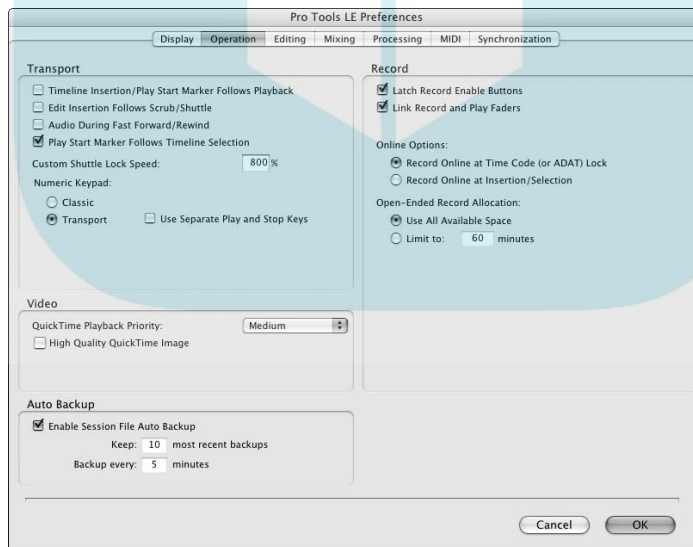 Pro Tools LE Preferences
Display Operation Editing Mixing Processing MIDI Synchronization
Transport
Timeline Insertion/Play Start Marker Follows Playback
Edit Insertion Follows Scrub/Shuttle
Audio During Fast Forward/Rewind
Play Start Marker Follows Timeline Selection
Custom Shuttle Lock Speed: 800 %
Numeric Keypad:
Classic
Transport Use Separate Play and Stop Keys
Video
QuickTime Playback Priority: Medium
High Quality QuickTime Image
Auto Backup
Enable Session File Auto Backup
Keep: 10 most recent backups
Backup every: 5 minutes
Record
Latch Record Enable Buttons
Link Record and Play Faders
Online Options:
Record Online at Time Code (or ADAT) Lock
Record Online at Insertion/Selection
Open-Ended Record Allocation:
Use All Available Space
Limit to: 60 minutes
Cancel OK